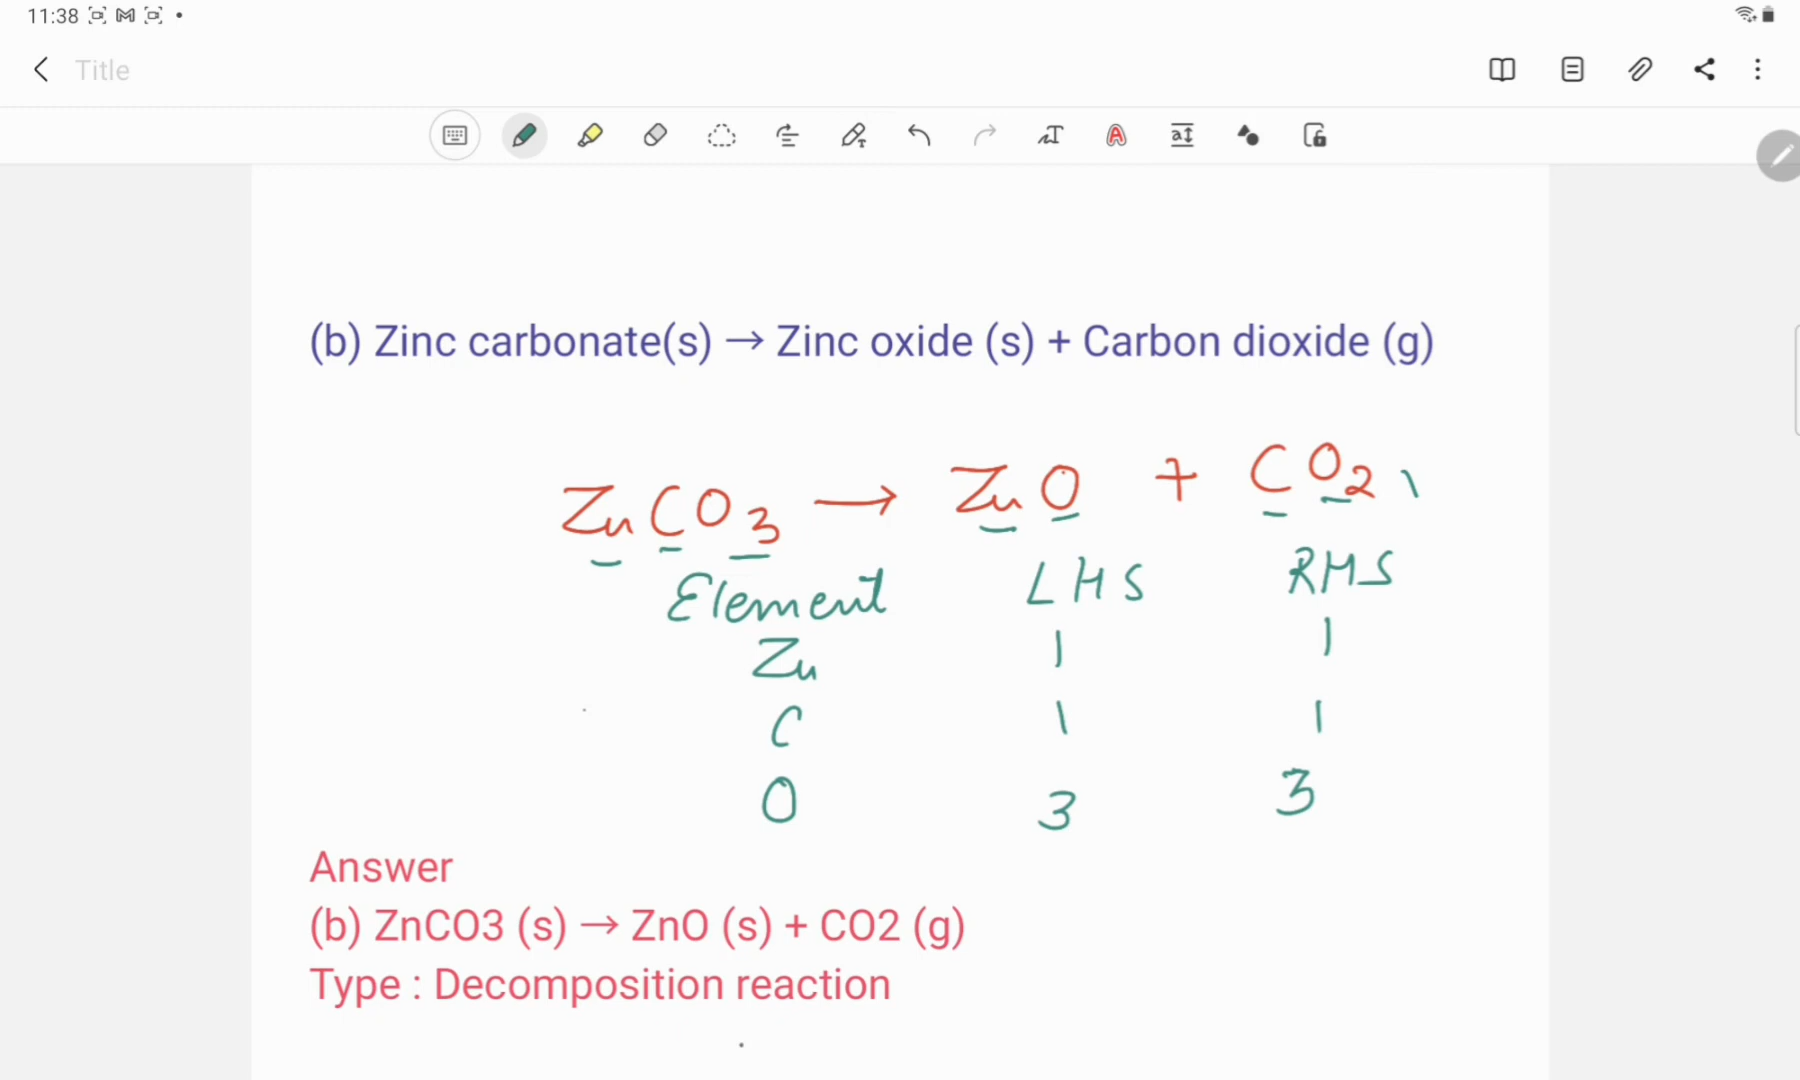 11:38
Title
(b) Zinc carbonate(s) → Zinc oxide (s) + Carbon dioxide (g)
ZnCO3 → ZnO + CO2
Element LHS RHS
Zn 1 1
C 1 1
O 3 3
Answer
(b) ZnCO3 (s) → ZnO (s) + CO2 (g)
Type : Decomposition reaction